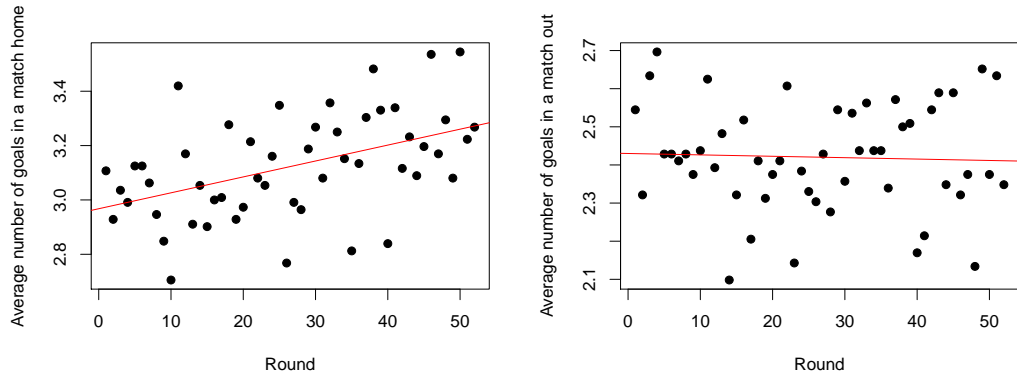 Average number of goals in a match home
2.8 3.0 3.2 3.4
0 10 20 30 40 50
Round
Average number of goals in a match out
2.1 2.3 2.5 2.7
0 10 20 30 40 50
Round